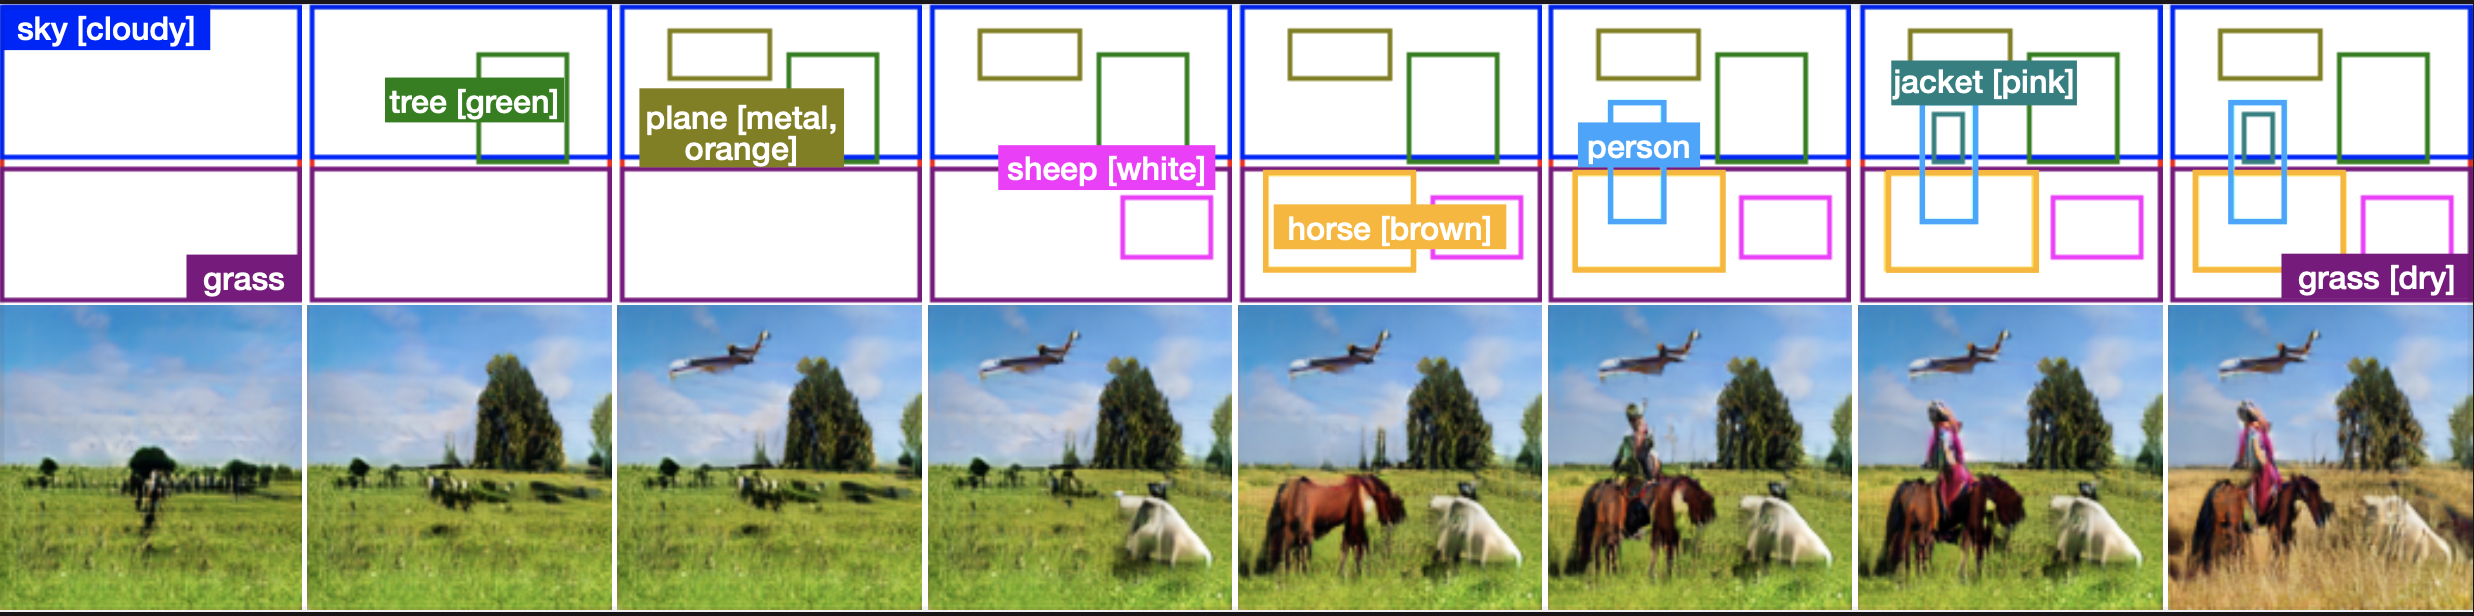 sky [cloudy]
grass
tree [green]
plane [metal,
orange]
sheep [white]
horse [brown]
person
jacket [pink]
grass [dry]